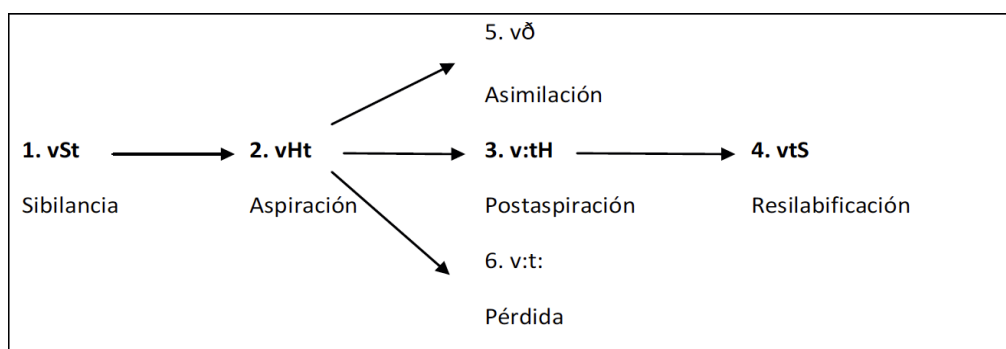 5. vð
Asimilación
1. vSt 2. vHt 3. v:tH 4. vtS
Sibilancia Aspiración Postaspiración Resilabificación
6. v:t:
Pérdida